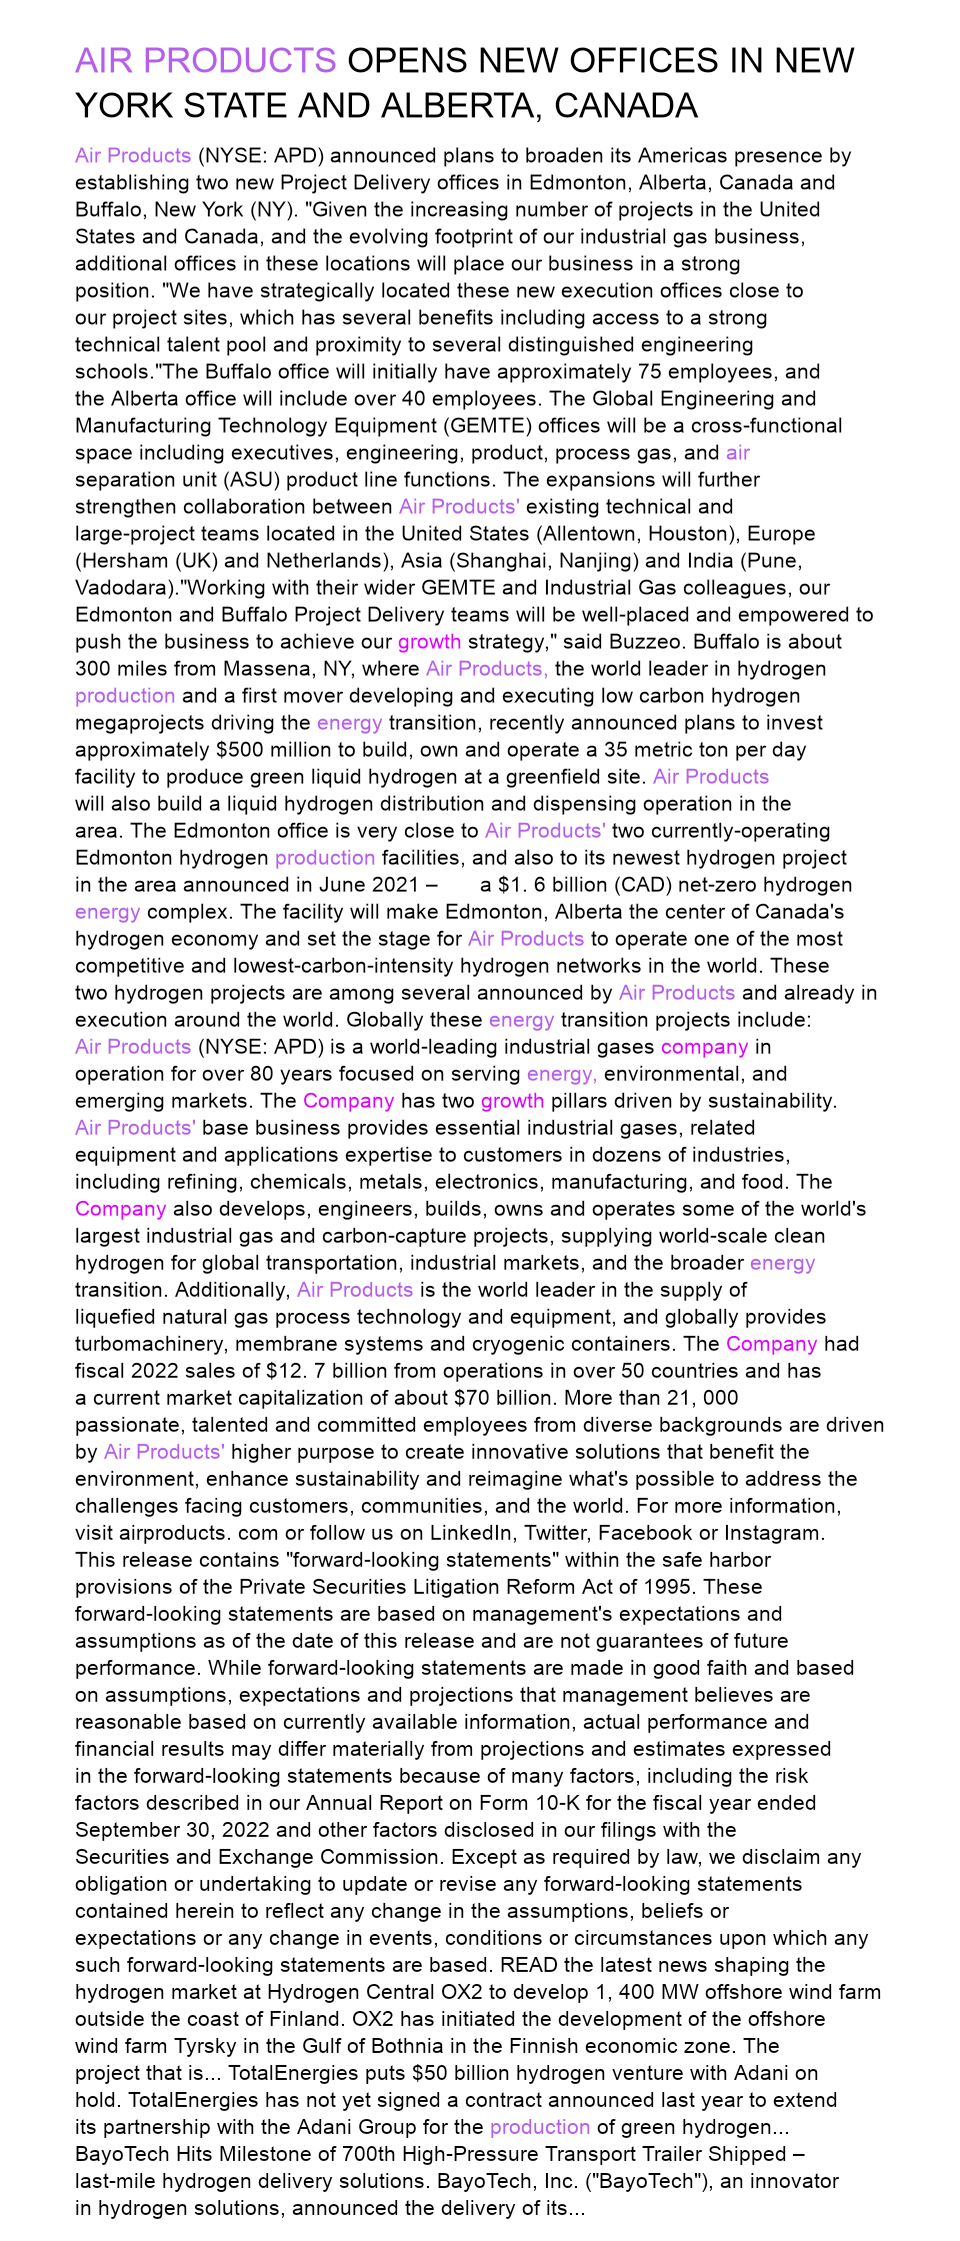 AIR PRODUCTS OPENS NEW OFFICES IN NEW
YORK STATE AND ALBERTA, CANADA
Air Products (NYSE: APD) announced plans to broaden its Americas presence by
establishing two new Project Delivery offices in Edmonton, Alberta, Canada and
Buffalo, New York (NY). "Given the increasing number of projects in the United
States and Canada, and the evolving footprint of our industrial gas business,
additional offices in these locations will place our business in a strong
position. "We have strategically located these new execution offices close to
our project sites, which has several benefits including access to a strong
technical talent pool and proximity to several distinguished engineering
schools."The Buffalo office will initially have approximately 75 employees, and
the Alberta office will include over 40 employees. The Global Engineering and
Manufacturing Technology Equipment (GEMTE) offices will be a cross-functional
space including executives, engineering, product, process gas, and air
separation unit (ASU) product line functions. The expansions will further
strengthen collaboration between Air Products' existing technical and
large-project teams located in the United States (Allentown, Houston), Europe
(Hersham (UK) and Netherlands), Asia (Shanghai, Nanjing) and India (Pune,
Vadodara)."Working with their wider GEMTE and Industrial Gas colleagues, our
Edmonton and Buffalo Project Delivery teams will be well-placed and empowered to
push the business to achieve our growth strategy," said Buzzeo. Buffalo is about
300 miles from Massena, NY, where Air Products, the world leader in hydrogen
production and a first mover developing and executing low carbon hydrogen
megaprojects driving the energy transition, recently announced plans to invest
approximately $500 million to build, own and operate a 35 metric ton per day
facility to produce green liquid hydrogen at a greenfield site. Air Products
will also build a liquid hydrogen distribution and dispensing operation in the
area. The Edmonton office is very close to Air Products' two currently-operating
Edmonton hydrogen production facilities, and also to its newest hydrogen project
in the area announced in June 2021 – a $1. 6 billion (CAD) net-zero hydrogen
energy complex. The facility will make Edmonton, Alberta the center of Canada's
hydrogen economy and set the stage for Air Products to operate one of the most
competitive and lowest-carbon-intensity hydrogen networks in the world. These
two hydrogen projects are among several announced by Air Products and already in
execution around the world. Globally these energy transition projects include:
Air Products (NYSE: APD) is a world-leading industrial gases company in
operation for over 80 years focused on serving energy, environmental, and
emerging markets. The Company has two growth pillars driven by sustainability.
Air Products' base business provides essential industrial gases, related
equipment and applications expertise to customers in dozens of industries,
including refining, chemicals, metals, electronics, manufacturing, and food. The
Company also develops, engineers, builds, owns and operates some of the world's
largest industrial gas and carbon-capture projects, supplying world-scale clean
hydrogen for global transportation, industrial markets, and the broader energy
transition. Additionally, Air Products is the world leader in the supply of
liquefied natural gas process technology and equipment, and globally provides
turbomachinery, membrane systems and cryogenic containers. The Company had
fiscal 2022 sales of $12. 7 billion from operations in over 50 countries and has
a current market capitalization of about $70 billion. More than 21, 000
passionate, talented and committed employees from diverse backgrounds are driven
by Air Products' higher purpose to create innovative solutions that benefit the
environment, enhance sustainability and reimagine what's possible to address the
challenges facing customers, communities, and the world. For more information,
visit airproducts. com or follow us on LinkedIn, Twitter, Facebook or Instagram.
This release contains "forward-looking statements" within the safe harbor
provisions of the Private Securities Litigation Reform Act of 1995. These
forward-looking statements are based on management's expectations and
assumptions as of the date of this release and are not guarantees of future
performance. While forward-looking statements are made in good faith and based
on assumptions, expectations and projections that management believes are
reasonable based on currently available information, actual performance and
financial results may differ materially from projections and estimates expressed
in the forward-looking statements because of many factors, including the risk
factors described in our Annual Report on Form 10-K for the fiscal year ended
September 30, 2022 and other factors disclosed in our filings with the
Securities and Exchange Commission. Except as required by law, we disclaim any
obligation or undertaking to update or revise any forward-looking statements
contained herein to reflect any change in the assumptions, beliefs or
expectations or any change in events, conditions or circumstances upon which any
such forward-looking statements are based. READ the latest news shaping the
hydrogen market at Hydrogen Central OX2 to develop 1, 400 MW offshore wind farm
outside the coast of Finland. OX2 has initiated the development of the offshore
wind farm Tyrsky in the Gulf of Bothnia in the Finnish economic zone. The
project that is... TotalEnergies puts $50 billion hydrogen venture with Adani on
hold. TotalEnergies has not yet signed a contract announced last year to extend
its partnership with the Adani Group for the production of green hydrogen...
BayoTech Hits Milestone of 700th High-Pressure Transport Trailer Shipped –
last-mile hydrogen delivery solutions. BayoTech, Inc. ("BayoTech"), an innovator
in hydrogen solutions, announced the delivery of its...